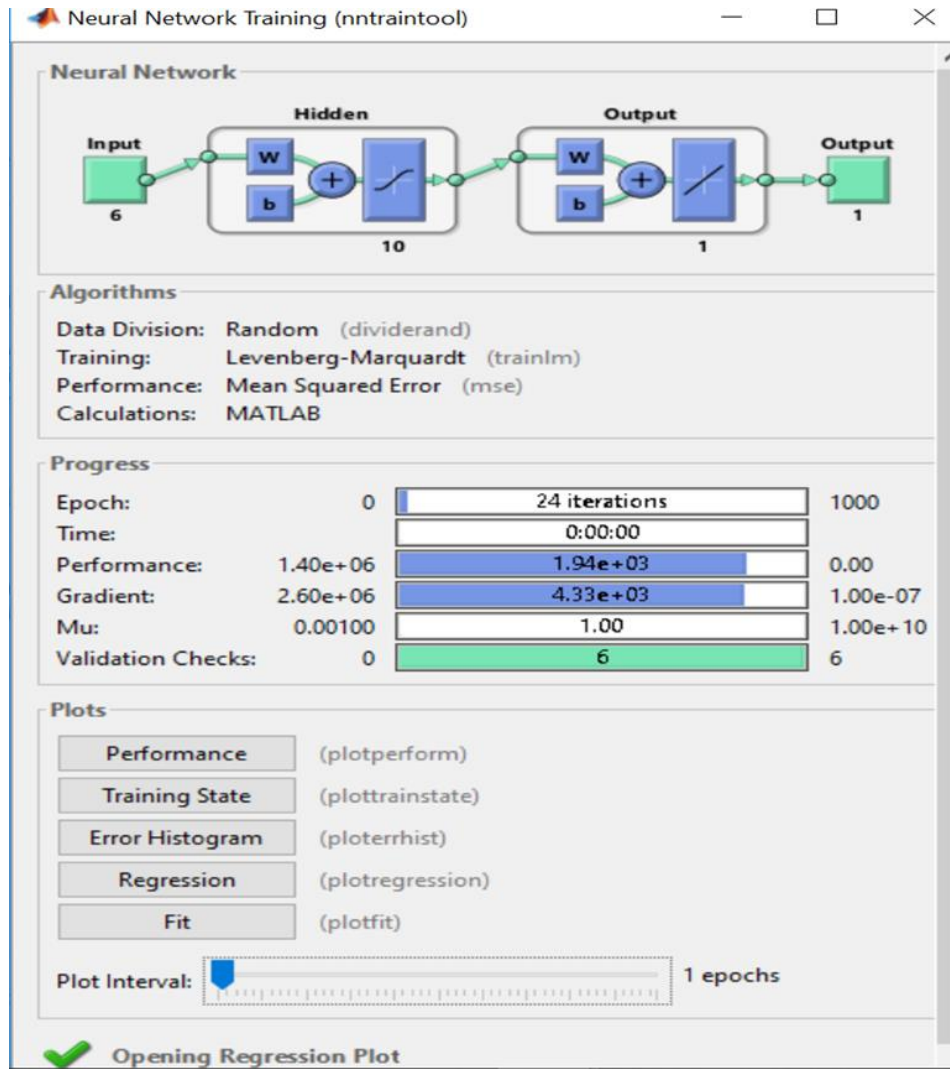 Neural Network Training (nntraintool)
Neural Network
Hidden Output
Input Output
W W
b b
6 1
10 1
Algorithms
Data Division: Random (dividerand)
Training: Levenberg-Marquardt (trainlm)
Performance: Mean Squared Error (mse)
Calculations: MATLAB
Progress
Epoch: 0 24 iterations 1000
Time: 0:00:00
Performance: 1.40e+06 1.94e+03 0.00
Gradient: 2.60e+06 4.33e+03 1.00e-07
Mu: 0.00100 1.00 1.00e+10
Validation Checks: 0 6 6
Plots
Performance (plotperform)
Training State (plottrainstate)
Error Histogram (ploterrhist)
Regression (plotregression)
Fit (plotfit)
Plot Interval: 1 epochs
Opening Regression Plot